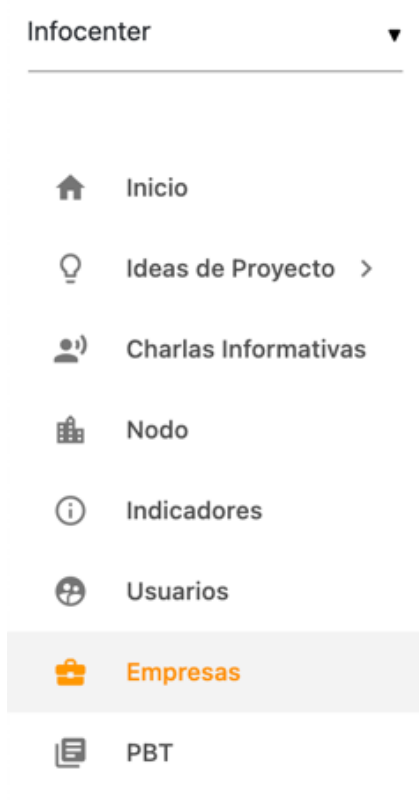 Infocenter
Inicio
Ideas de Proyecto
Charlas Informativas
Nodo
Indicadores
Usuarios
Empresas
PBT